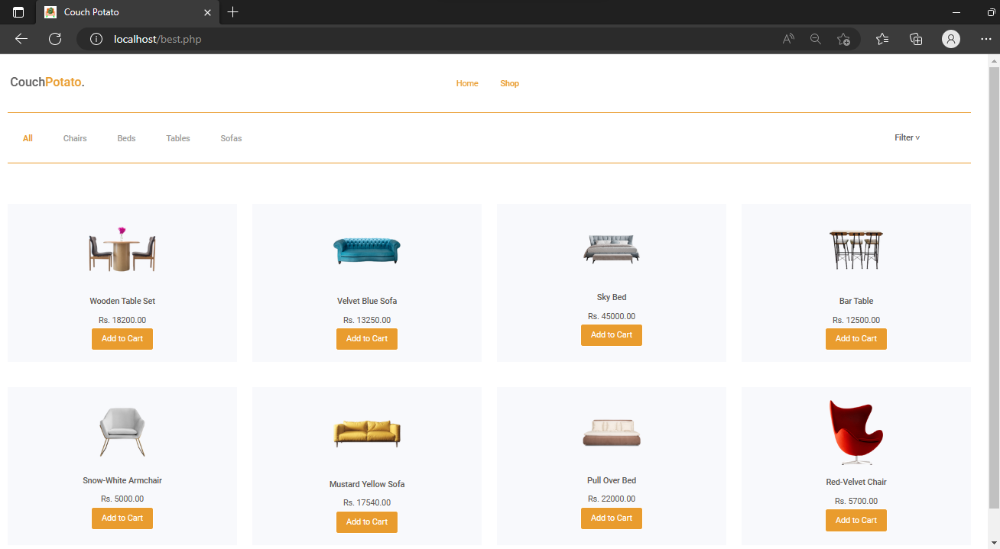 Couch Potato
localhost/best.php
CouchPotato.
Home Shop
All Chairs Beds Tables Sofas Filter v
Wooden Table Set Velvet Blue Sofa Sky Bed Bar Table
Rs. 18200.00 Rs. 13250.00 Rs. 45000.00 Rs. 12500.00
Add to Cart Add to Cart Add to Cart Add to Cart
Snow-White Armchair Mustard Yellow Sofa Pull Over Bed Red-Velvet Chair
Rs. 5000.00 Rs. 17540.00 Rs. 22000.00 Rs. 5700.00
Add to Cart Add to Cart Add to Cart Add to Cart